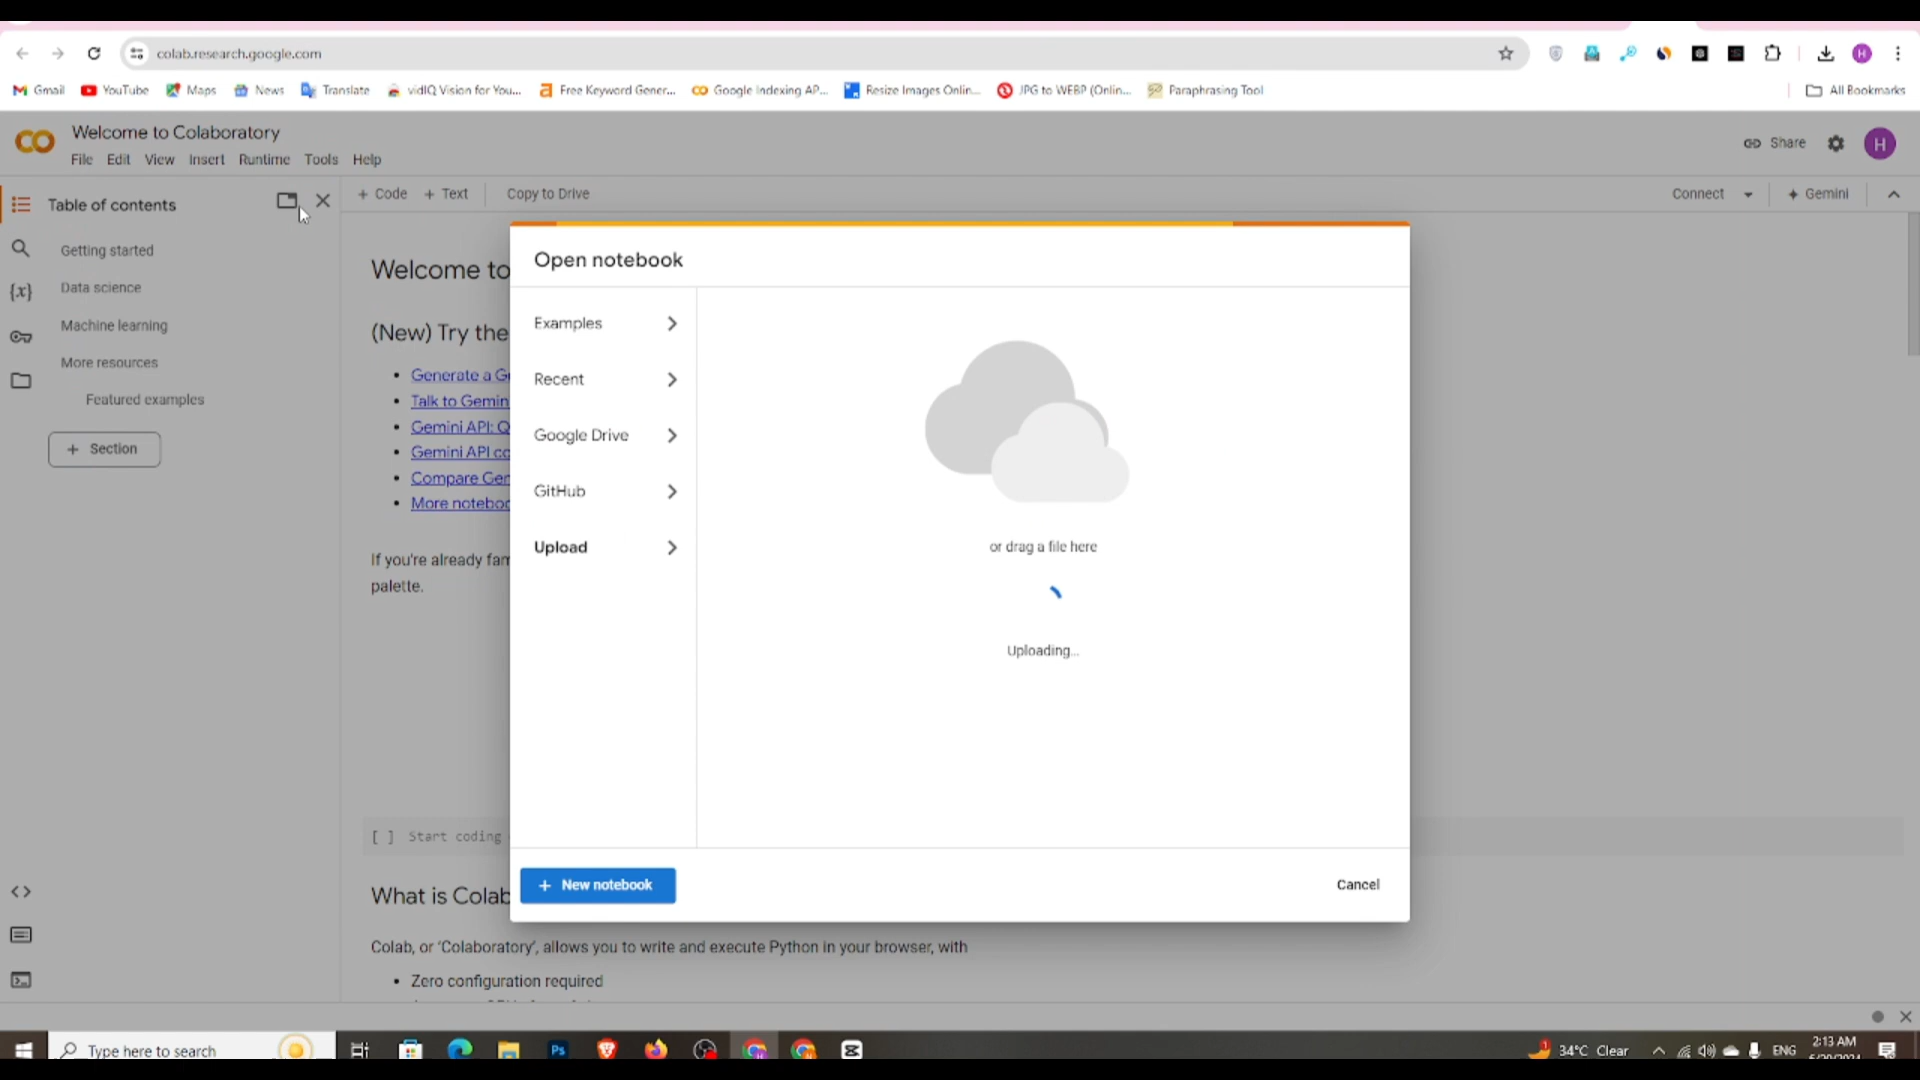 colab.research.google.com
Gmail YouTube Maps News Translate vidIQ Vision for You... Free Keyword Gener... Google Indexing AP... Resize Images Onlin... JPG to WEBP (Onlin... Paraphrasing Tool All Bookmarks
Welcome to Colaboratory
File Edit View Insert Runtime Tools Help
Share
H
Table of contents
+ Code + Text Copy to Drive
Connect Gemini
Getting started
Data science
Machine learning
More resources
Featured examples
+ Section
Welcome to
(New) Try the
• Generate a G
• Talk to Gemin
• Gemini API: Q
• Gemini API co
• Compare Ger
• More noteboo
If you're already fam
palette.
Open notebook
Examples
Recent
Google Drive
GitHub
Upload
or drag a file here
Uploading...
+ New notebook
Cancel
[ ] Start coding
What is Colab
Colab, or 'Colaboratory', allows you to write and execute Python in your browser, with
• Zero configuration required
Type here to search
34°C Clear
ENG
2:13 AM